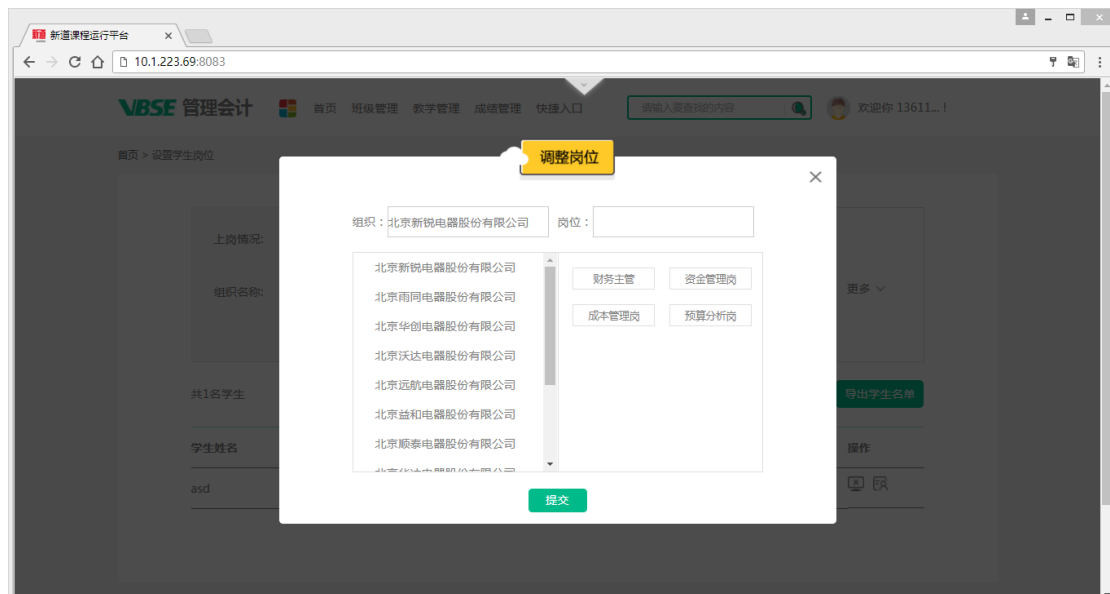 新道 新道课程运行平台
10.1.223.69:8083
VBSE 管理会计 首页 班级管理 教学管理 成绩管理 快捷入口 请输入要查找的内容 欢迎你 13611... !
首页 > 设置学生岗位
调整岗位
组织：北京新锐电器股份有限公司 岗位：
上岗情况:
北京新锐电器股份有限公司
财务主管 资金管理岗
组织名称:
北京雨同电器股份有限公司
更多
成本管理岗 预算分析岗
北京华创电器股份有限公司
北京沃达电器股份有限公司
北京远航电器股份有限公司
共1名学生
导出学生名单
北京益和电器股份有限公司
北京顺泰电器股份有限公司
学生姓名
操作
asd
提交